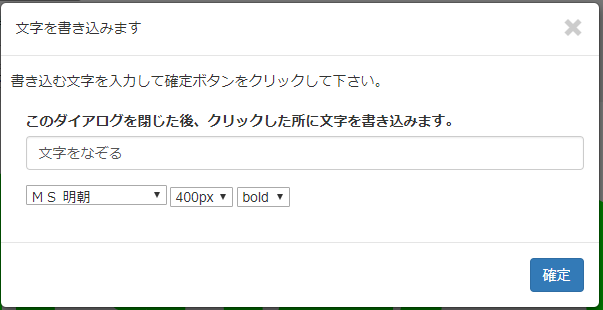 文字を書き込みます
書き込む文字を入力して確定ボタンをクリックして下さい。
このダイアログを閉じた後、クリックした所に文字を書き込みます。
文字をなぞる
ＭＳ 明朝 400px bold
確定